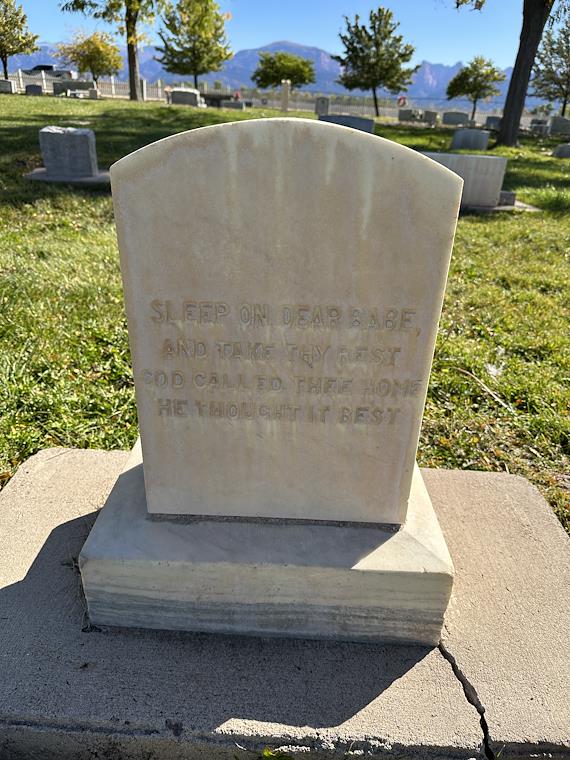 SLEEP ON, DEAR BABE,
AND TAKE THY REST
GOD CALLED THEE HOME
HE THOUGHT IT BEST